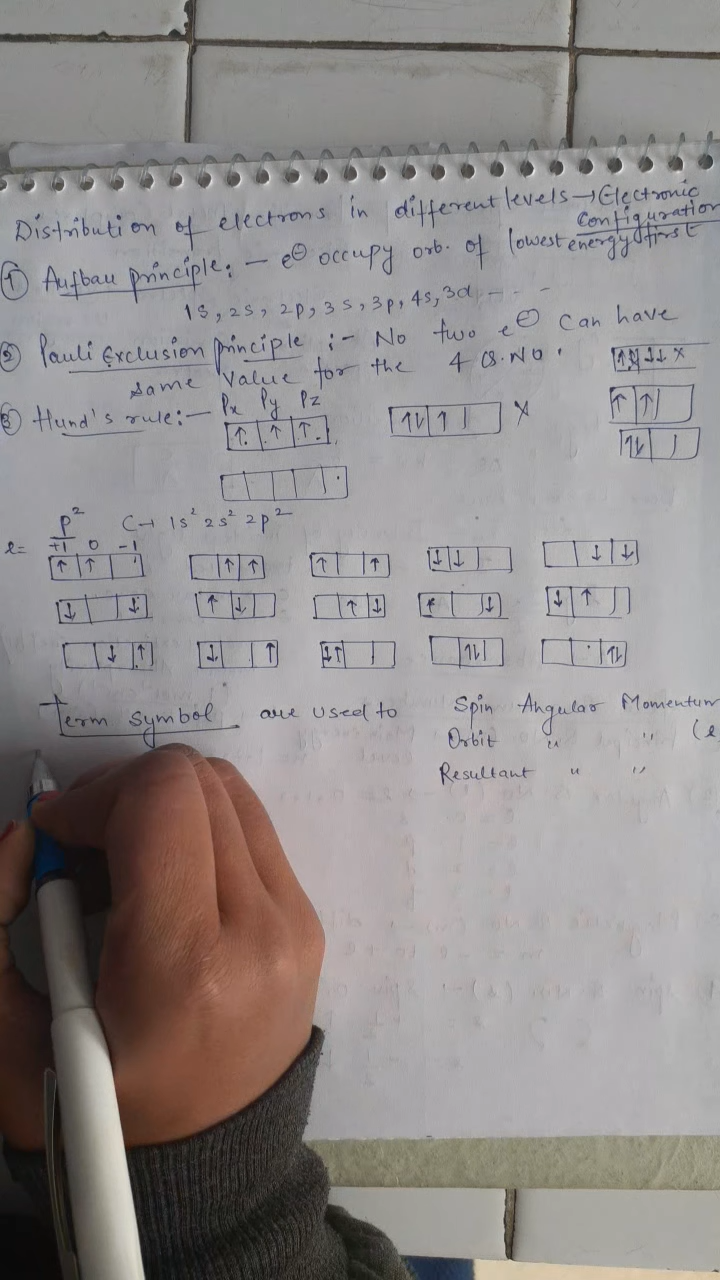 Distribution of electrons in different levels → Electronic
Configuration
① Aufbau principle :- e⊖ occupy orb. of lowest energy first
1s, 2s, 2p, 3s, 3p, 4s, 3d, - - -
② Pauli Exclusion principle :- No two e⊖ can have
same value for the 4 Q.No. ↑↓ ↓↓ x
③ Hund's rule :- Px Py Pz
↑ ↑ ↑ ↑↓ ↑ X ↑ ↑
↑↓
p² C→ 1s² 2s² 2p²
l= +1 0 -1
↑ ↑ ↑ ↑ ↑ ↑ ↓ ↓ ↓ ↓
↓ ↓ ↑ ↓ ↑ ↓ ↑ ↓ ↓ ↑
↓ ↑ ↓ ↑ ↓↑ ↑↓ ↑↓
Term symbol are used to Spin Angular Momentum
Orbit " " (l
Resultant " "